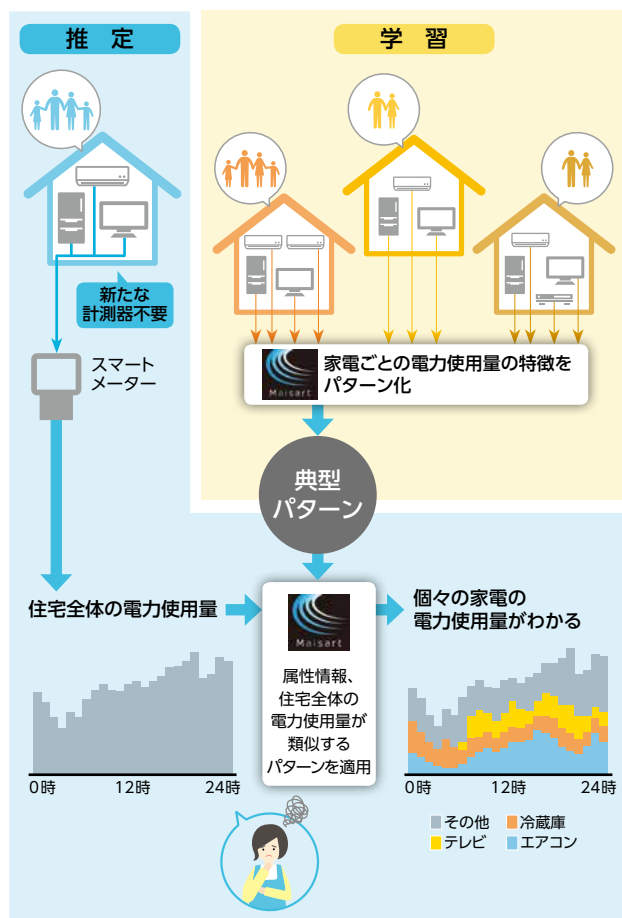 推 定
学 習
新たな
計測器不要
スマート
メーター
Maisart
家電ごとの電力使用量の特徴を
パターン化
典型
パターン
住宅全体の電力使用量
Maisart
属性情報、
住宅全体の
電力使用量が
類似する
パターンを適用
個々の家電の
電力使用量がわかる
0時 12時 24時
0時 12時 24時
その他 冷蔵庫
テレビ エアコン